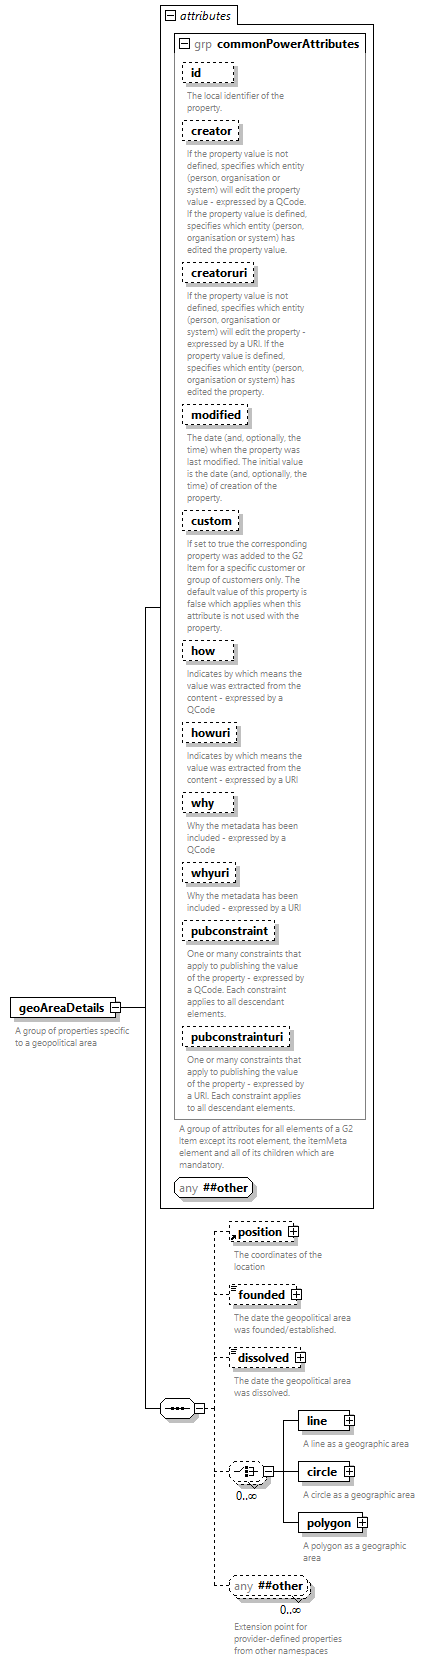 attributes
grp commonPowerAttributes
id
The local identifier of the
property.
creator
If the property value is not
defined, specifies which entity
(person, organisation or
system) will edit the property
value - expressed by a QCode.
If the property value is defined,
specifies which entity (person,
organisation or system) has
edited the property value.
creatoruri
If the property value is not
defined, specifies which entity
(person, organisation or
system) will edit the property -
expressed by a URI. If the
property value is defined,
specifies which entity (person,
organisation or system) has
edited the property.
modified
The date (and, optionally, the
time) when the property was
last modified. The initial value
is the date (and, optionally, the
time) of creation of the
property.
custom
If set to true the corresponding
property was added to the G2
Item for a specific customer or
group of customers only. The
default value of this property is
false which applies when this
attribute is not used with the
property.
how
Indicates by which means the
value was extracted from the
content - expressed by a
QCode
howuri
Indicates by which means the
value was extracted from the
content - expressed by a URI
why
Why the metadata has been
included - expressed by a
QCode
whyuri
Why the metadata has been
included - expressed by a URI
pubconstraint
One or many constraints that
apply to publishing the value
of the property - expressed by
a QCode. Each constraint
applies to all descendant
elements.
geoAreaDetails
A group of properties specific
to a geopolitical area
pubconstrainturi
One or many constraints that
apply to publishing the value
of the property - expressed by
a URI. Each constraint applies
to all descendant elements.
A group of attributes for all elements of a G2
Item except its root element, the itemMeta
element and all of its children which are
mandatory.
any ##other
position
The coordinates of the
location
founded
The date the geopolitical area
was founded/established.
dissolved
The date the geopolitical area
was dissolved.
line
A line as a geographic area
circle
A circle as a geographic area
0..∞
polygon
A polygon as a geographic
area
any ##other
0..∞
Extension point for
provider-defined properties
from other namespaces